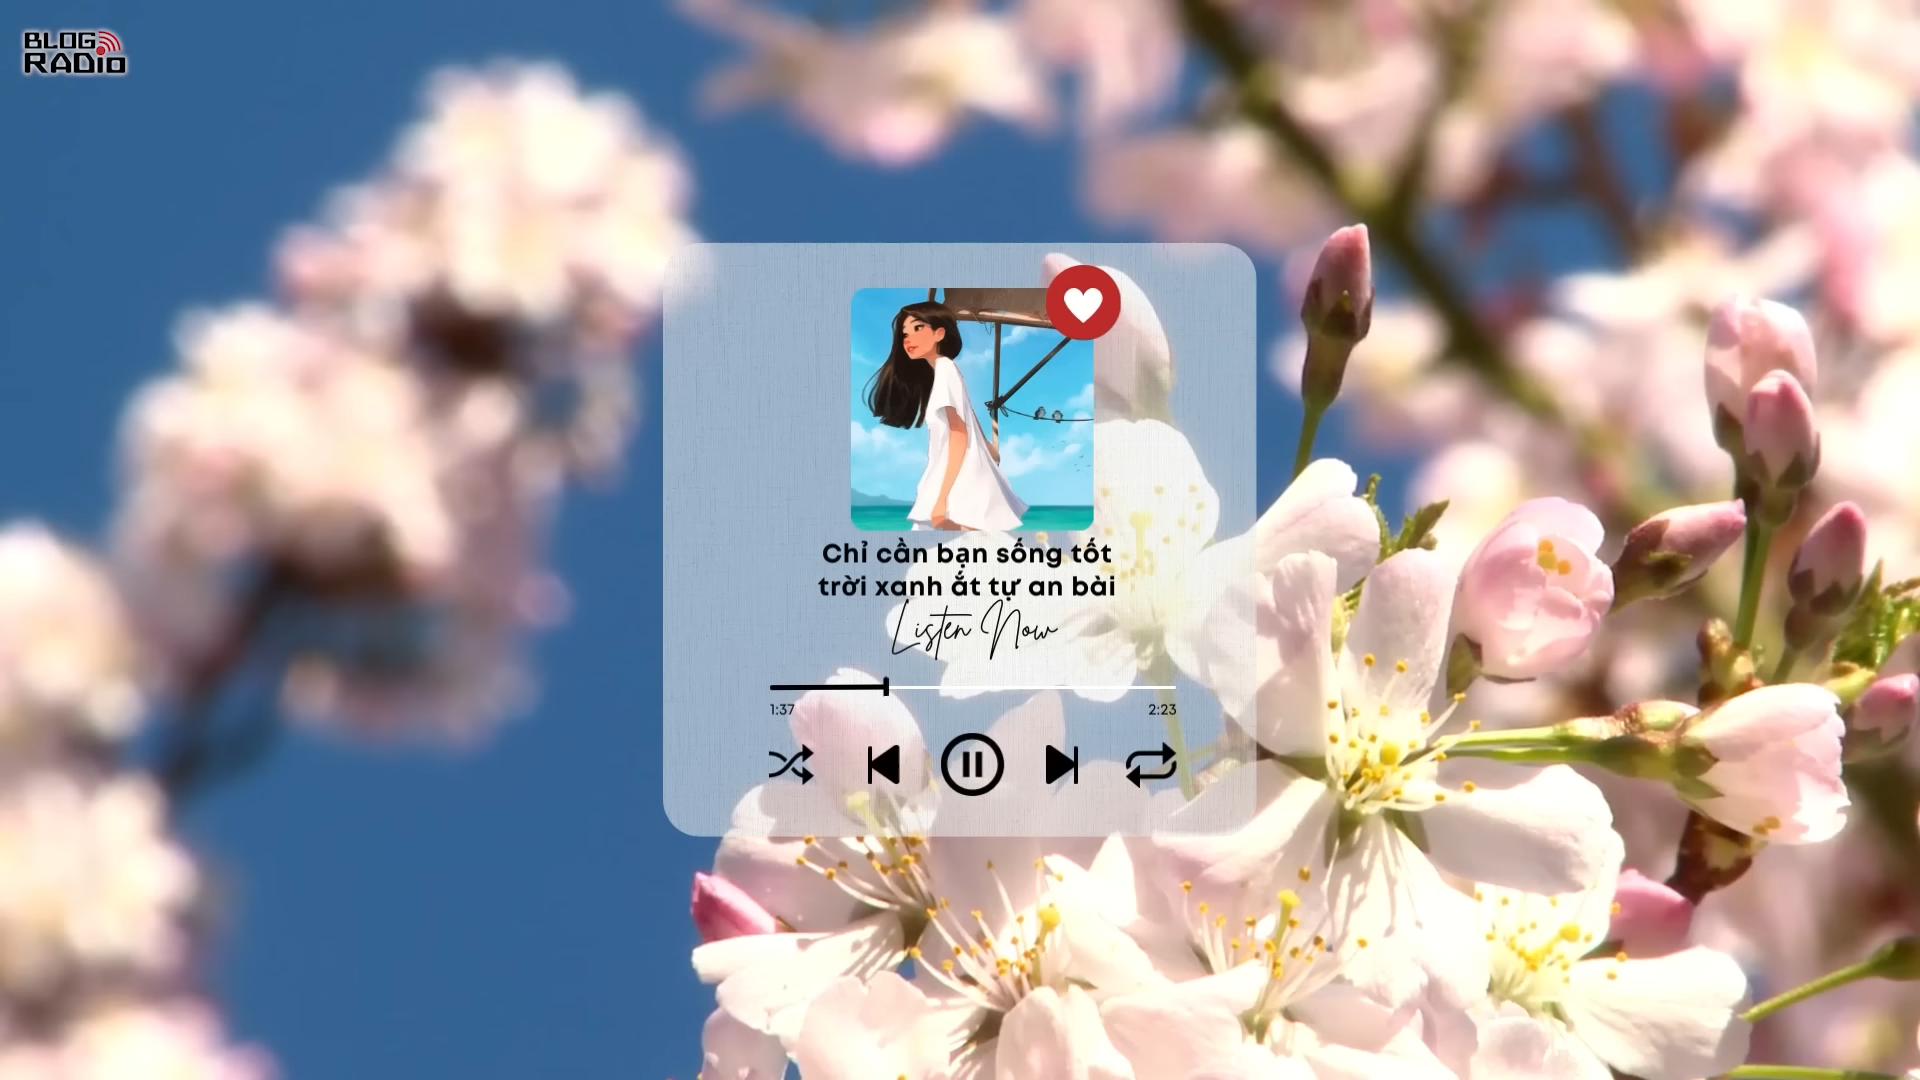 BLOG
RADIO
Chỉ cần bạn sống tốt
trời xanh ắt tự an bài
Listen Now
1:37 2:23